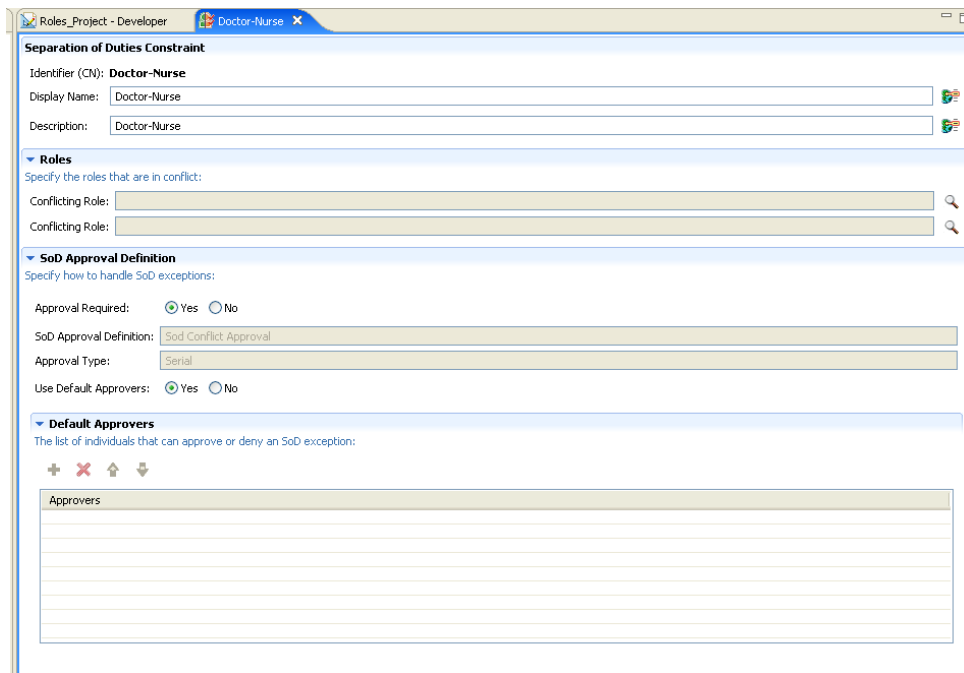 Roles_Project - Developer Doctor-Nurse
Separation of Duties Constraint
Identifier (CN): Doctor-Nurse
Display Name: Doctor-Nurse
Description: Doctor-Nurse
Roles
Specify the roles that are in conflict:
Conflicting Role:
Conflicting Role:
SoD Approval Definition
Specify how to handle SoD exceptions:
Approval Required: Yes No
SoD Approval Definition: Sod Conflict Approval
Approval Type: Serial
Use Default Approvers: Yes No
Default Approvers
The list of individuals that can approve or deny an SoD exception:
Approvers